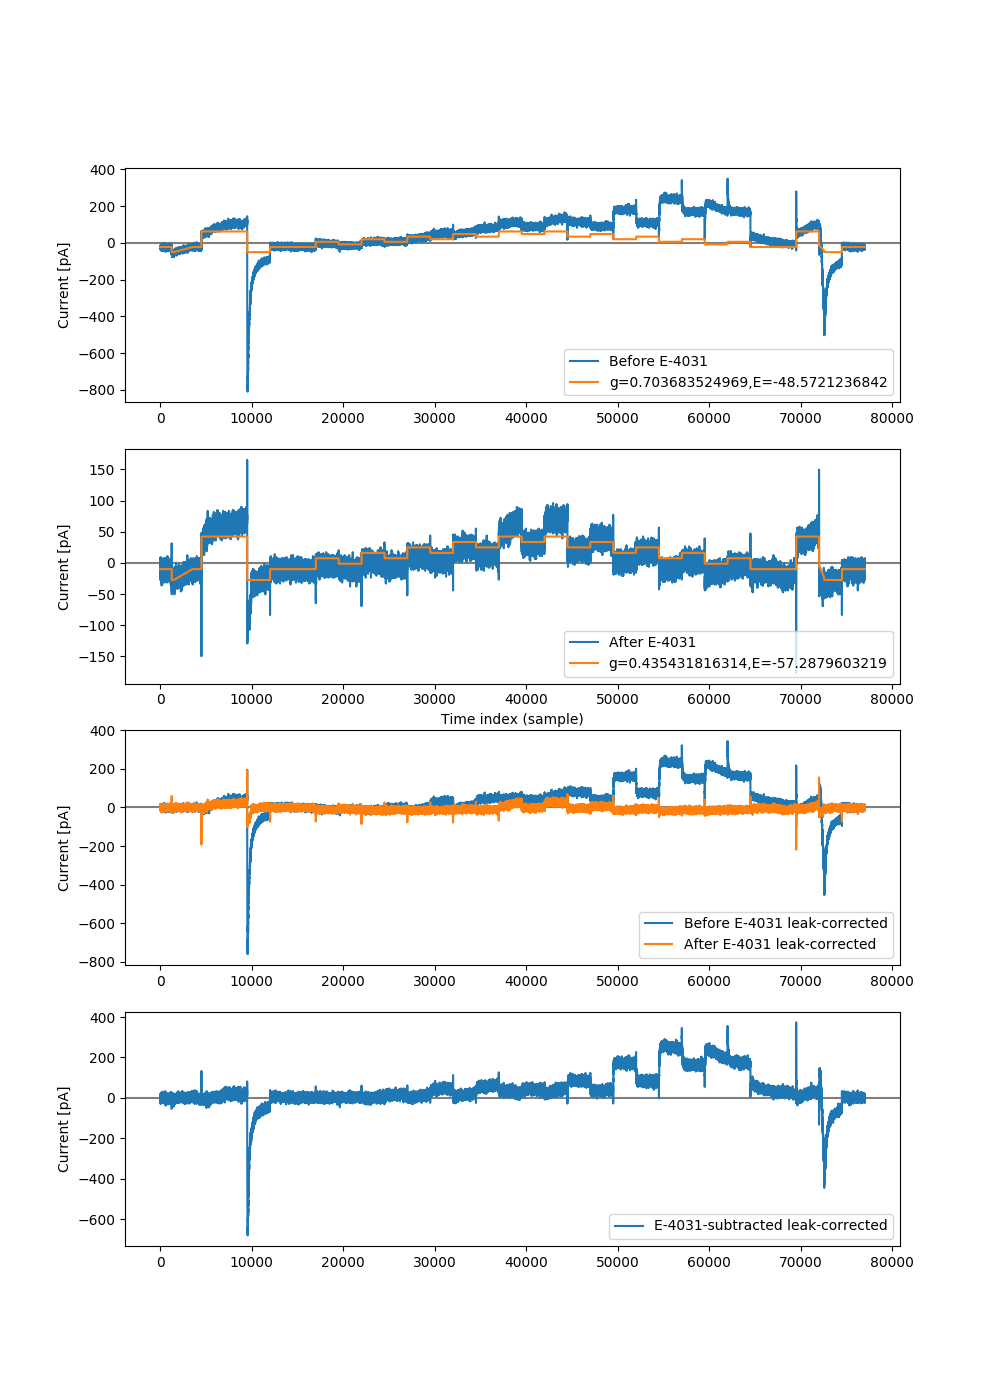 400
200
0
−200
−400
−600
−800
Current [pA]
Before E-4031
g=0.703683524969,E=-48.5721236842
0 10000 20000 30000 40000 50000 60000 70000 80000
150
100
50
0
−50
−100
−150
Current [pA]
After E-4031
g=0.435431816314,E=-57.2879603219
0 10000 20000 30000 40000 50000 60000 70000 80000
Time index (sample)
400
200
0
−200
−400
−600
−800
Current [pA]
Before E-4031 leak-corrected
After E-4031 leak-corrected
0 10000 20000 30000 40000 50000 60000 70000 80000
400
200
0
−200
−400
−600
Current [pA]
E-4031-subtracted leak-corrected
0 10000 20000 30000 40000 50000 60000 70000 80000